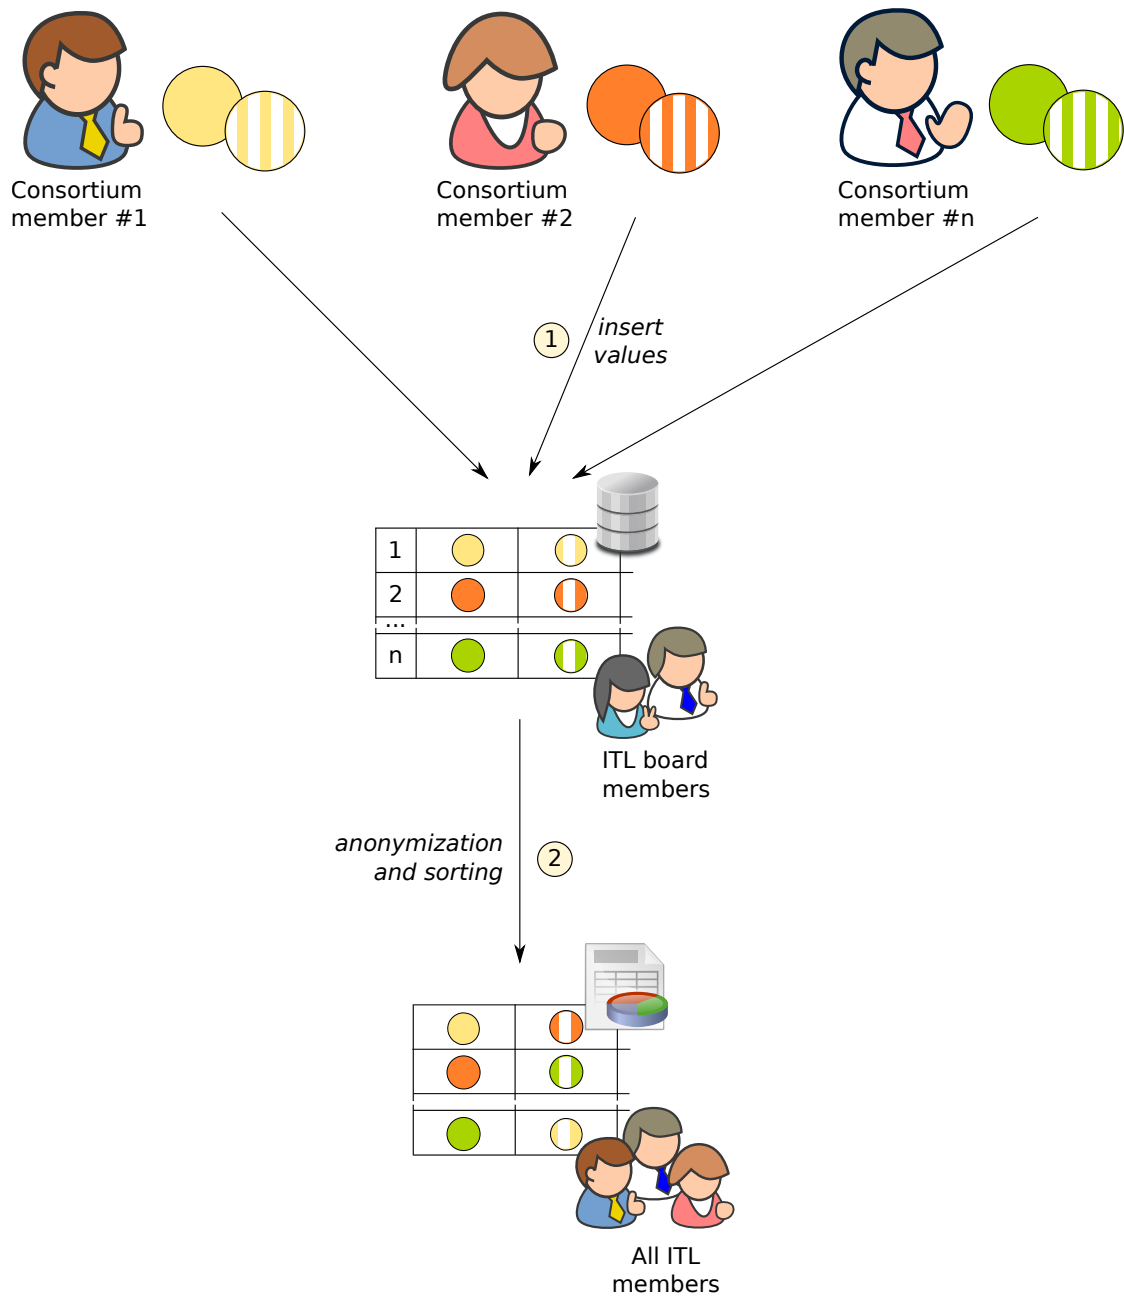 Consortium
member #1
Consortium
member #2
Consortium
member #n
1
insert
values
1
2
...
n
ITL board
members
anonymization
and sorting
2
All ITL
members